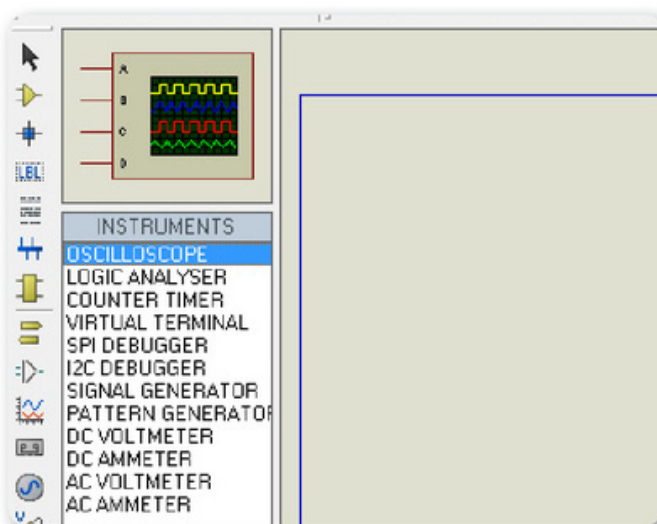 A
B
C
D
LBL
INSTRUMENTS
OSCILLOSCOPE
LOGIC ANALYSER
COUNTER TIMER
VIRTUAL TERMINAL
SPI DEBUGGER
I2C DEBUGGER
SIGNAL GENERATOR
PATTERN GENERATOR
DC VOLTMETER
DC AMMETER
AC VOLTMETER
AC AMMETER